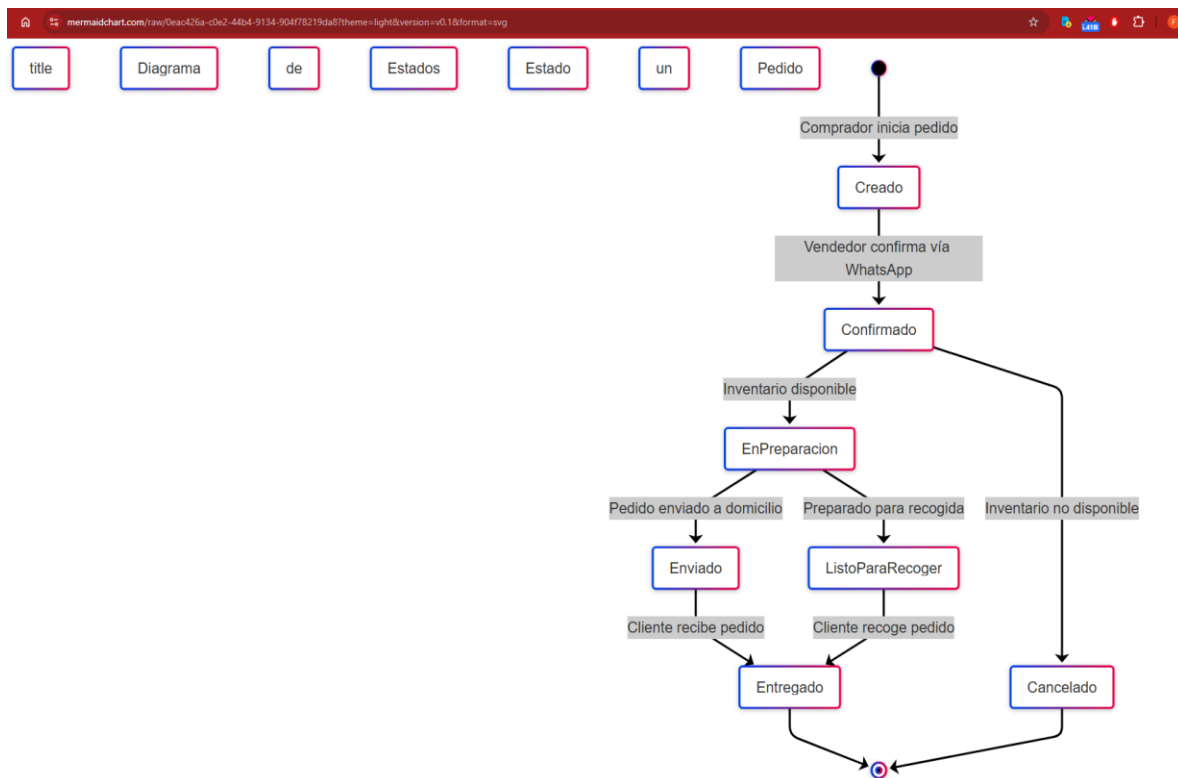 mermaidchart.com/raw/0eac426a-c0e2-44b4-9134-904f78219da8?theme=light&version=v0.1&format=svg
title Diagrama de Estados Estado un Pedido
Comprador inicia pedido
Creado
Vendedor confirma vía
WhatsApp
Confirmado
Inventario disponible
EnPreparacion
Pedido enviado a domicilio Preparado para recogida Inventario no disponible
Enviado ListoParaRecoger
Cliente recibe pedido Cliente recoge pedido
Entregado Cancelado